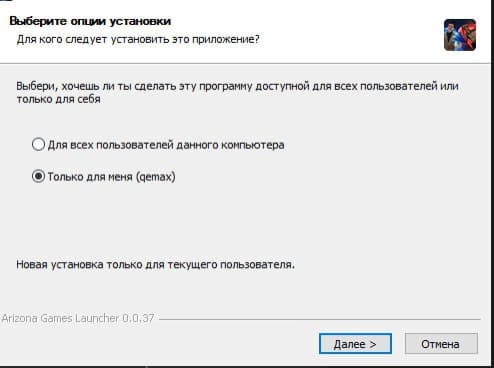 Выберите опции установки
Для кого следует установить это приложение?
Выбери, хочешь ли ты сделать эту программу доступной для всех пользователей или
только для себя
Для всех пользователей данного компьютера
Только для меня (qemax)
Новая установка только для текущего пользователя.
Arizona Games Launcher 0.0.37
Далее >
Отмена